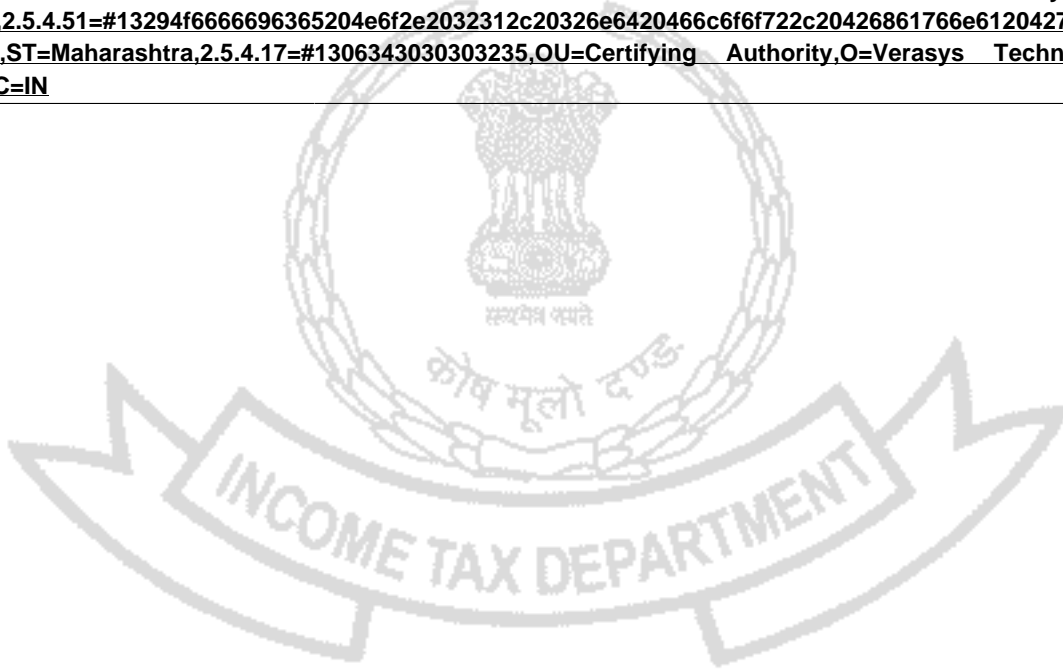 ,2.5.4.51=#13294f6666696365204e6f2e2032312c20326e6420466c6f6f722c20426861766e6120427
,ST=Maharashtra,2.5.4.17=#1306343030303235,OU=Certifying Authority,O=Verasys Techn
C=IN
सत्यमेव जयते
कोष मूलो दण्ड
INCOME TAX DEPARTMENT